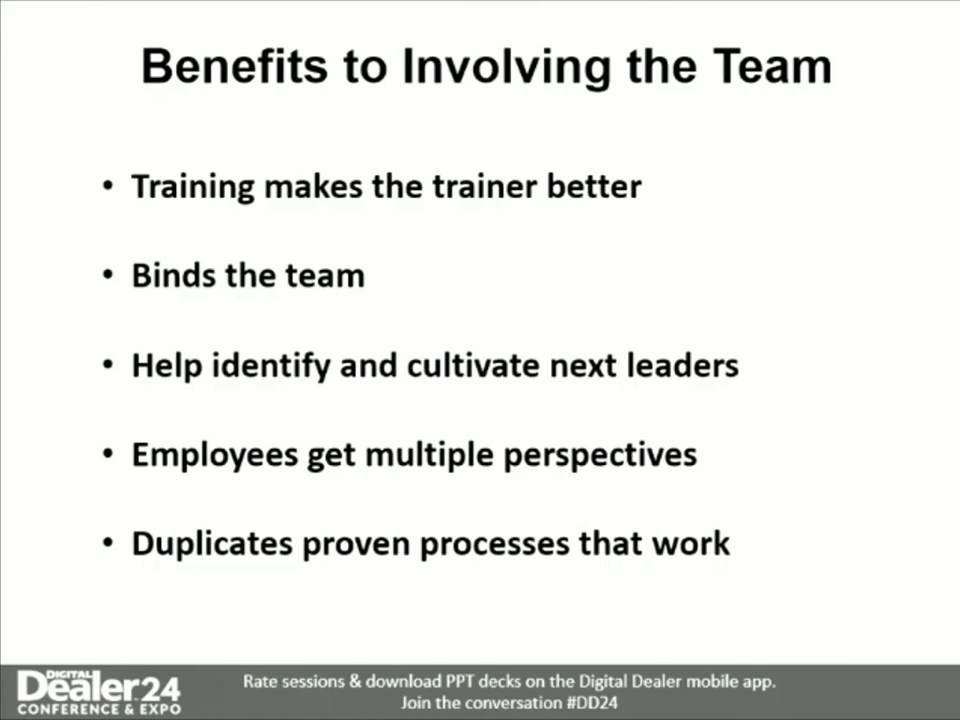 Benefits to Involving the Team
• Training makes the trainer better
• Binds the team
• Help identify and cultivate next leaders
• Employees get multiple perspectives
• Duplicates proven processes that work
DIGITAL
Dealer 24
CONFERENCE & EXPO
Rate sessions & download PPT decks on the Digital Dealer mobile app.
Join the conversation #DD24